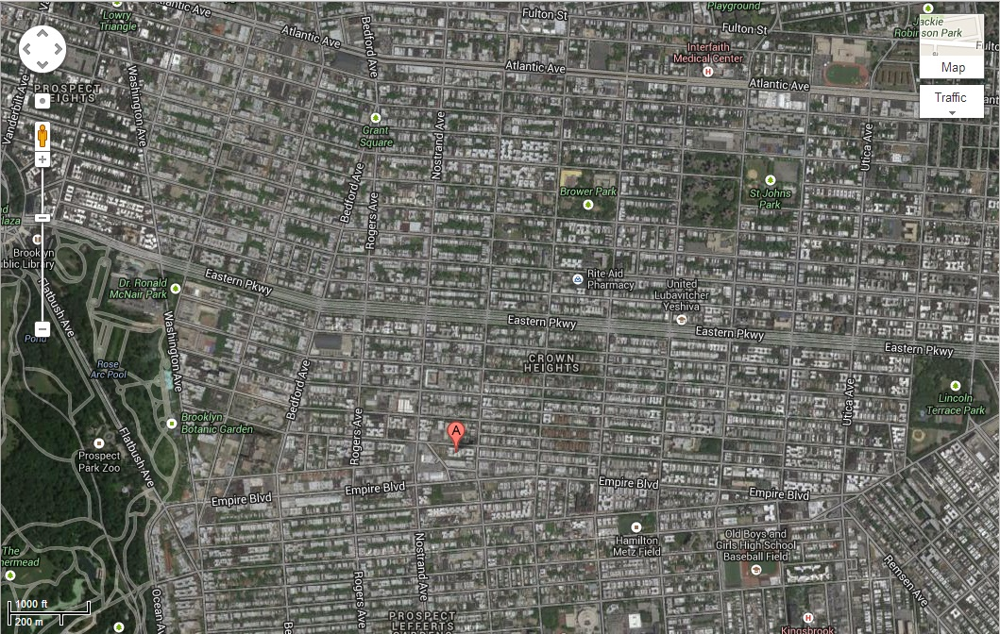 Lowry
Triangle
Atlantic Ave
Atlantic Ave
Bedford Ave
Fulton St
Playground
Fulton St
Jackie
Robinson Park
Interfaith
Medical Center
Map
Traffic
Atlantic Ave
Atlantic Ave
PROSPECT
HEIGHTS
Vanderbilt Ave
Washington Ave
Grant
Square
Nostrand Ave
Utica Ave
Bedford Ave
Rogers Ave
Brower Park
St Johns
Park
Brooklyn
Public Library
Flatbush Ave
Dr. Ronald
McNair Park
Eastern Pkwy
Rite Aid
Pharmacy
United
Lubavitcher
Yeshiva
Eastern Pkwy
Eastern Pkwy
Eastern Pkwy
Pond
Washington Ave
Rose
Arc Pool
CROWN
HEIGHTS
Bedford Ave
Utica Ave
Lincoln
Terrace Park
Rogers Ave
Brooklyn
Botanic Garden
A
Prospect
Park Zoo
Flatbush Ave
Empire Blvd
Empire Blvd
Empire Blvd
Empire Blvd
Hamilton
Metz Field
Old Boys and
Girls High School
Baseball Field
The
Nostrand Ave
Rogers Ave
Remsen Ave
Ocean A
1000 ft
200 m
PROSPECT
LEFFERTS
GARDENS
Kingsbrook